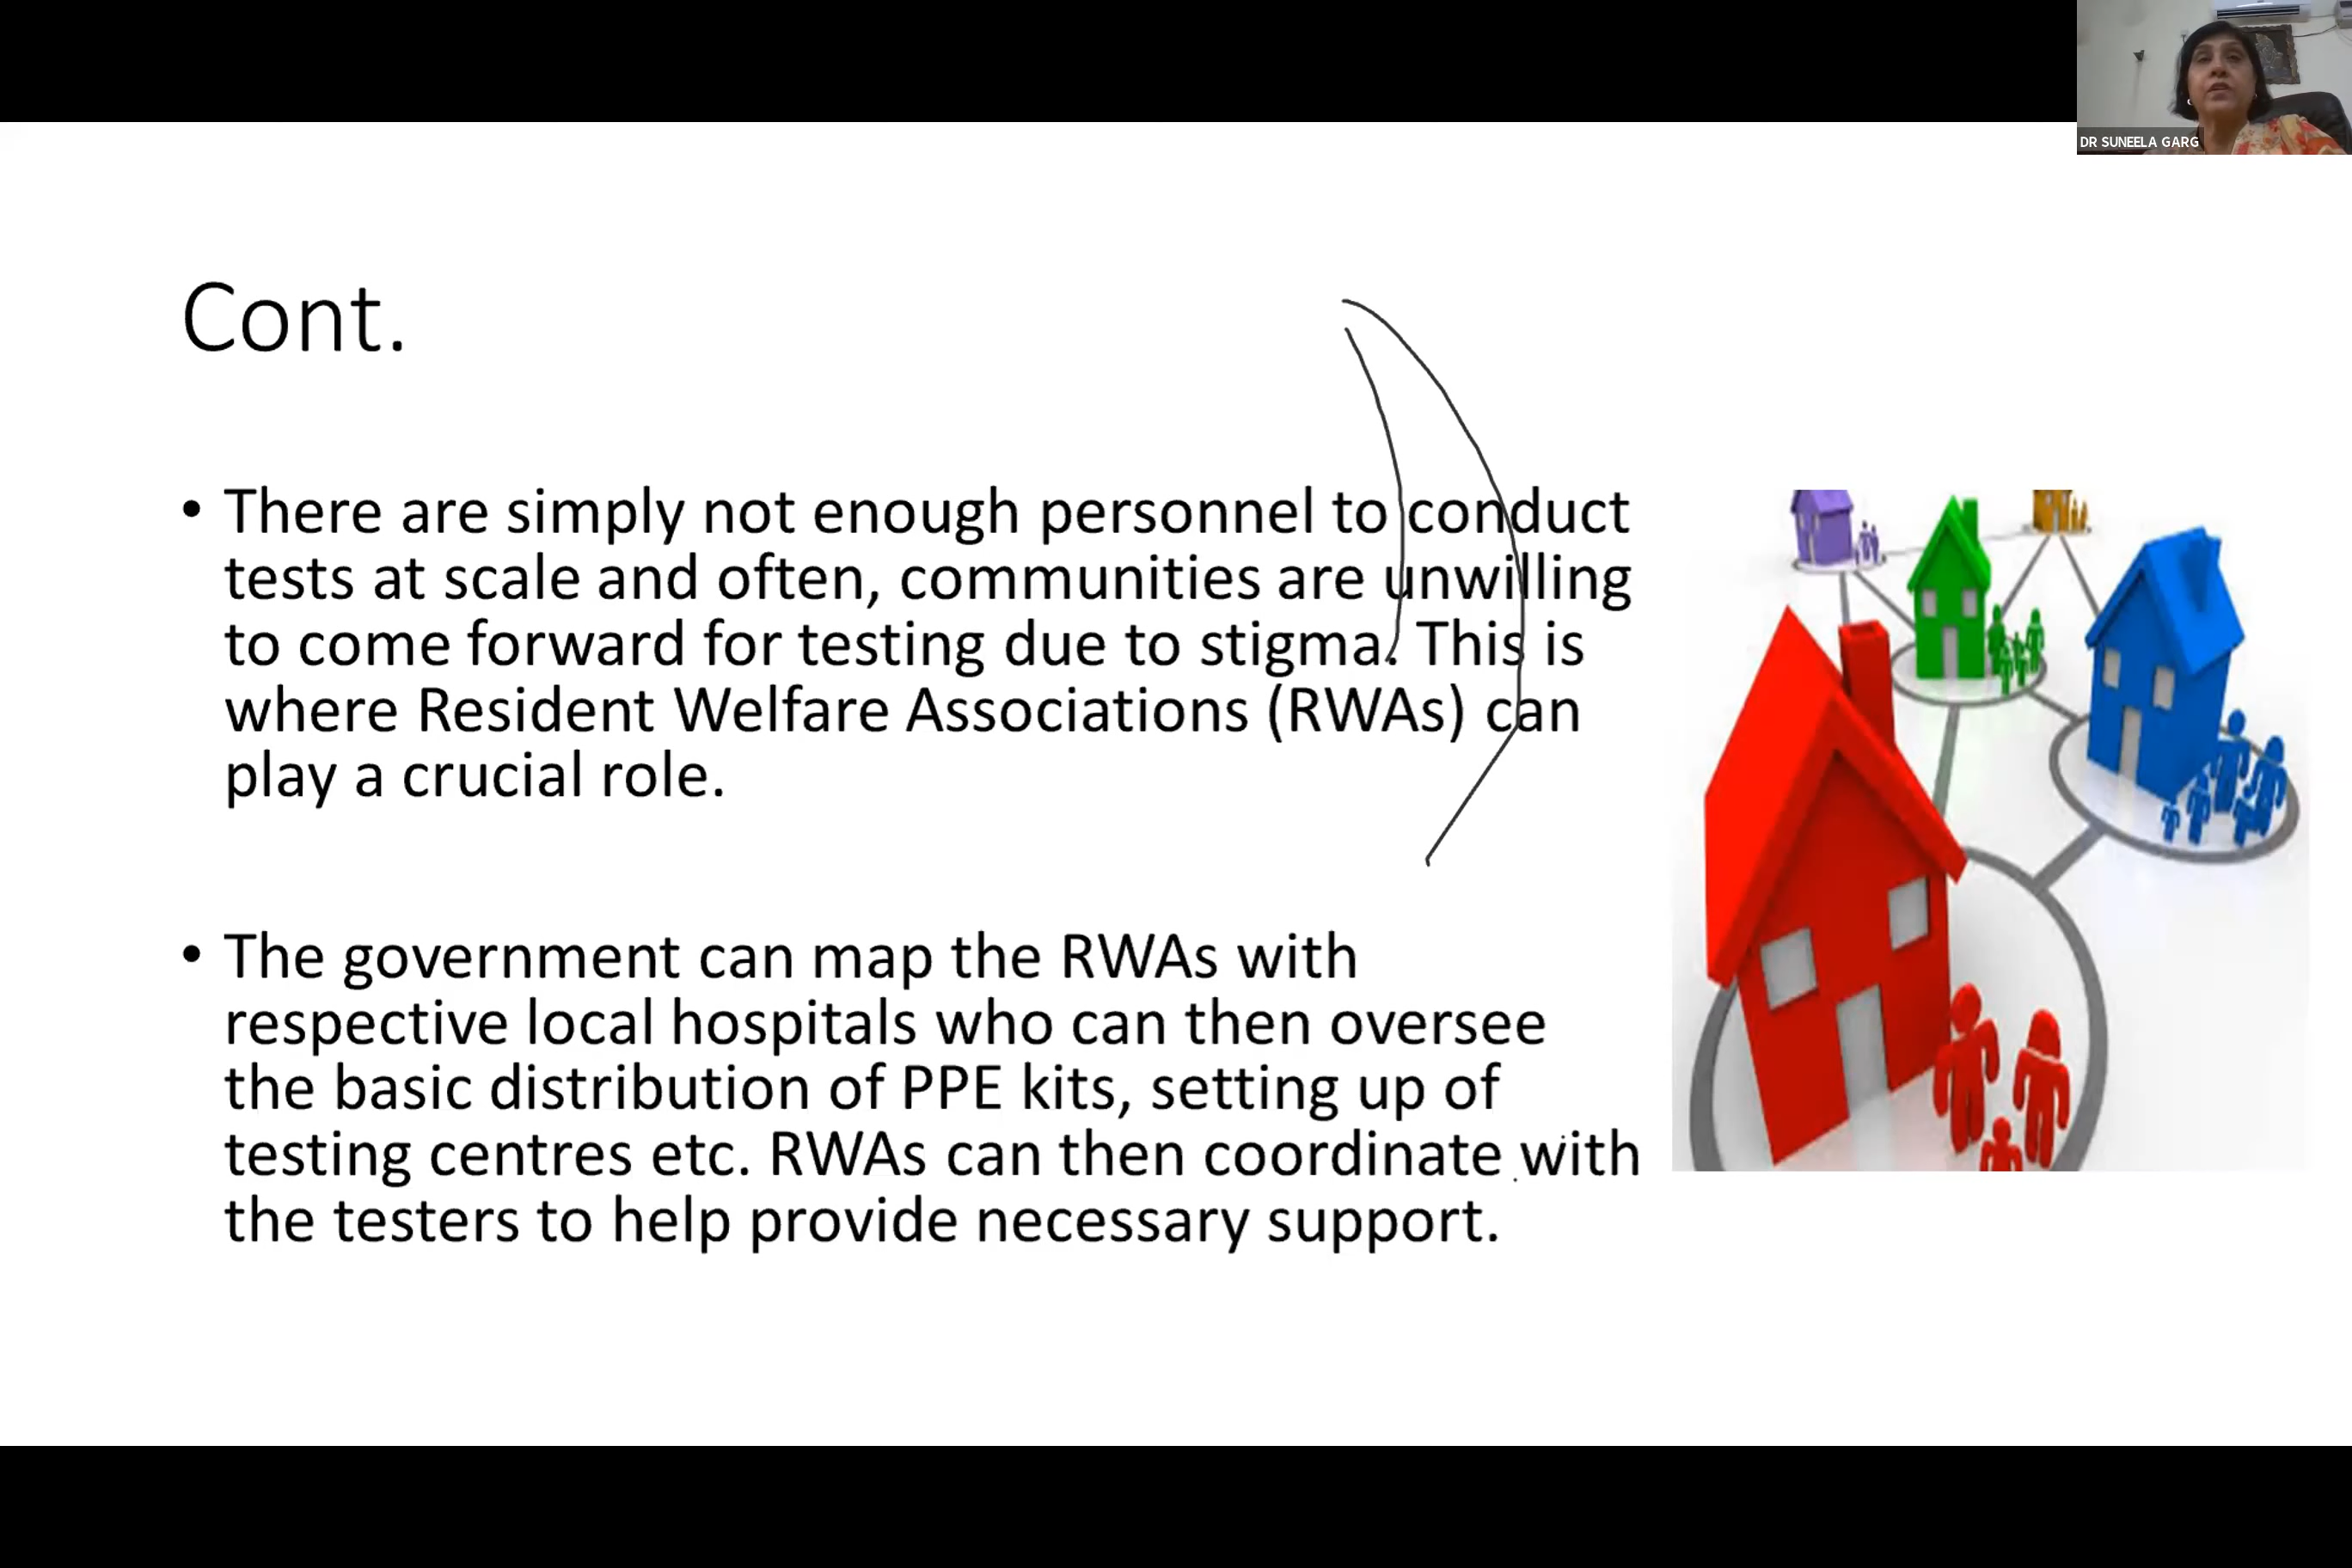 DR SUNEELA GARG
Cont.
• There are simply not enough personnel to conduct
tests at scale and often, communities are unwilling
to come forward for testing due to stigma. This is
where Resident Welfare Associations (RWAs) can
play a crucial role.
• The government can map the RWAs with
respective local hospitals who can then oversee
the basic distribution of PPE kits, setting up of
testing centres etc. RWAs can then coordinate with
the testers to help provide necessary support.